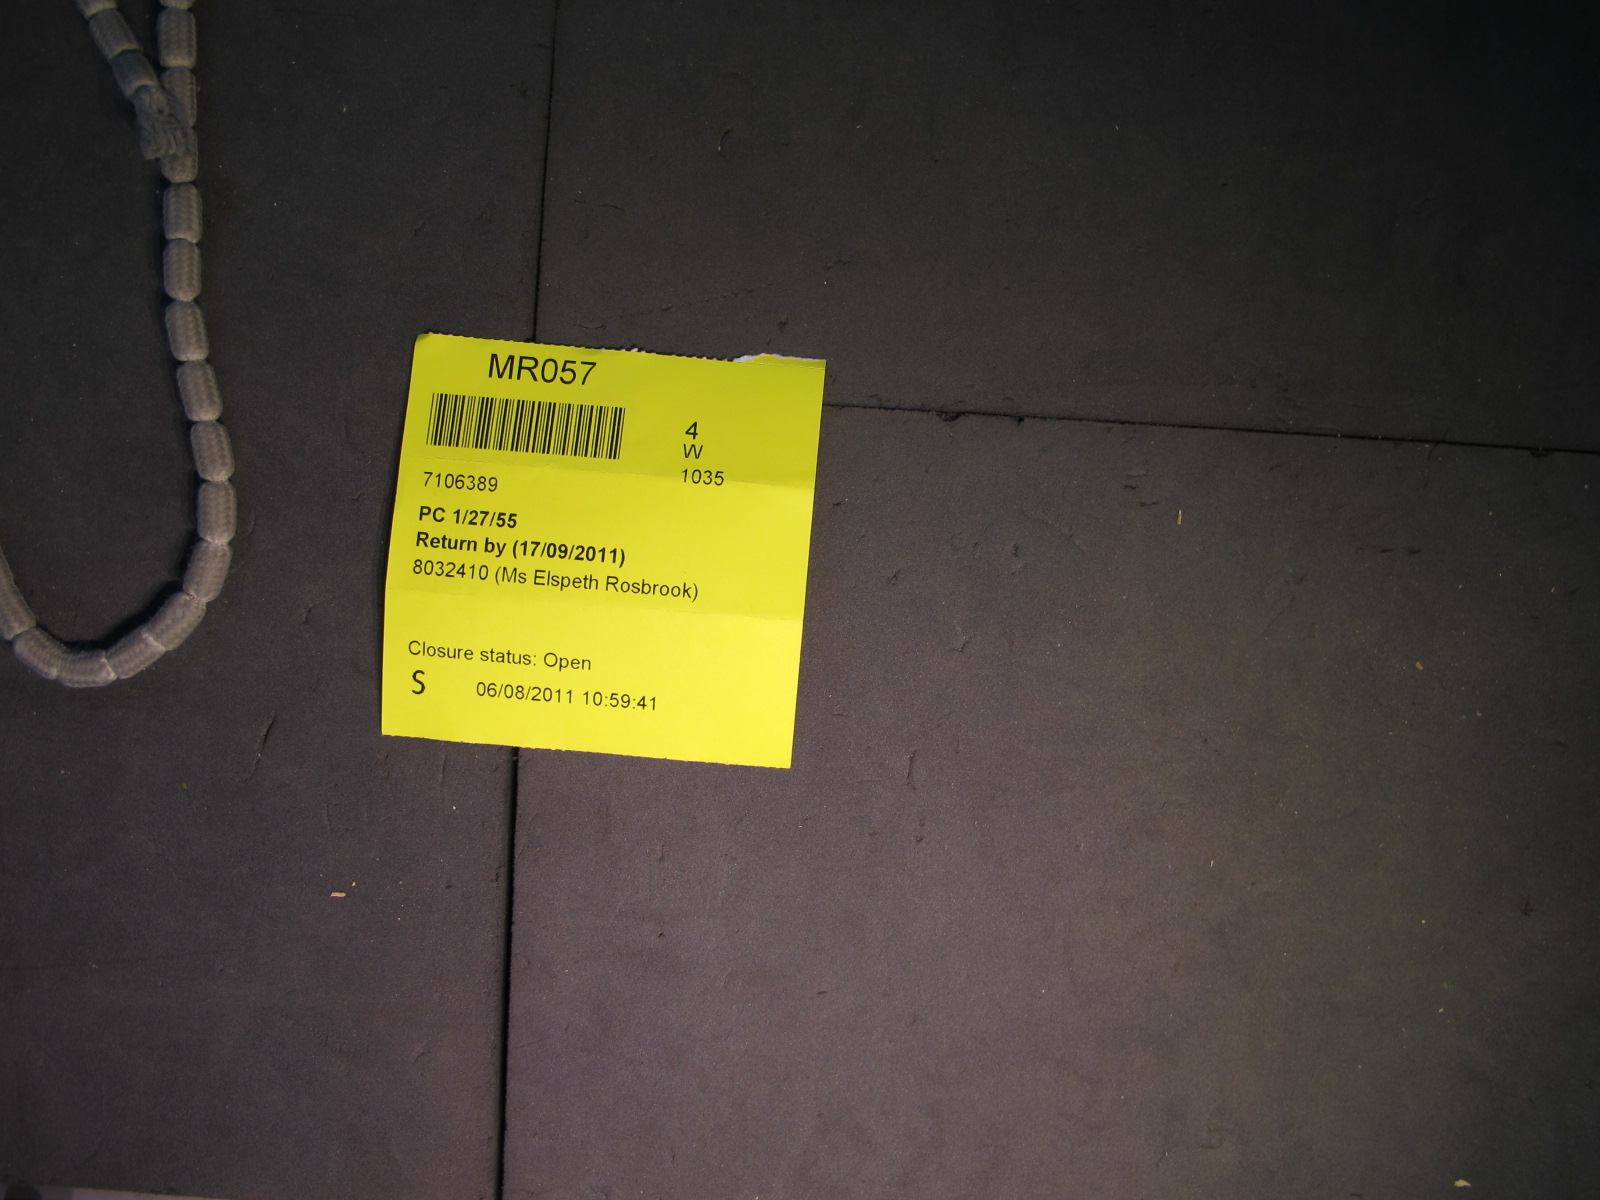 MR057
4
W
1035
7106389
PC 1/27/55
Return by (17/09/2011)
8032410 (Ms Elspeth Rosbrook)
Closure status: Open
S 06/08/2011 10:59:41